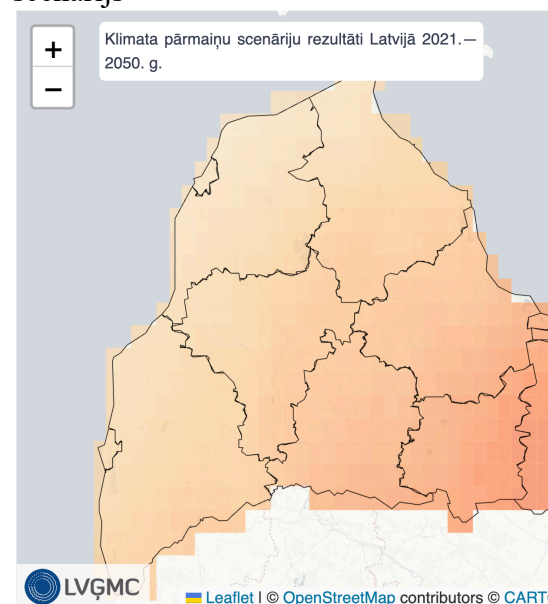 +
−
Klimata pārmaiņu scenāriju rezultāti Latvijā 2021.—
2050. g.
LVĢMC
Leaflet | © OpenStreetMap contributors © CART